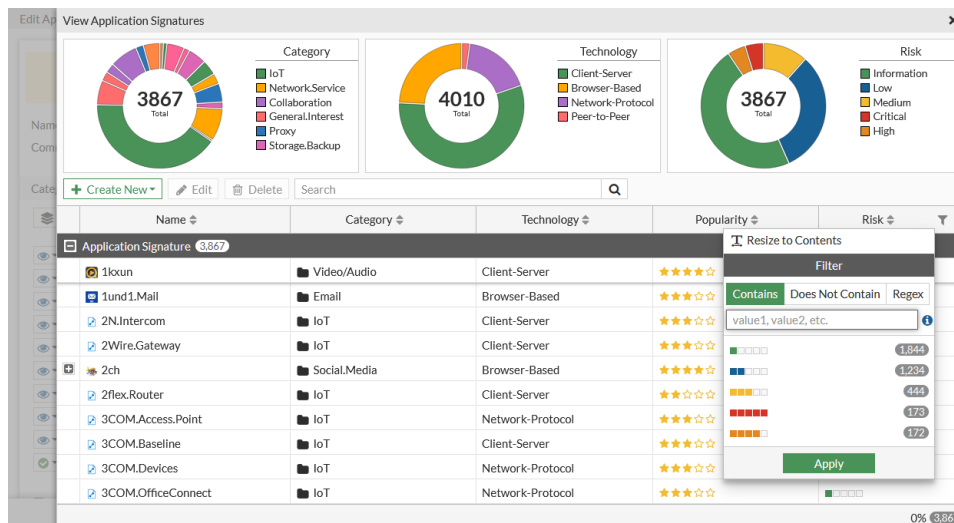 Edit Ap
View Application Signatures
Category
3867
Total
IoT
Network.Service
Collaboration
General.Interest
Proxy
Storage.Backup
Technology
4010
Total
Client-Server
Browser-Based
Network-Protocol
Peer-to-Peer
Risk
3867
Total
Information
Low
Medium
Critical
High
Nam
Com
Cate
Create New
Edit
Delete
Search
Name Category Technology Popularity Risk
Application Signature 3,867
1kxun Video/Audio Client-Server
1und1.Mail Email Browser-Based
2N.Intercom IoT Client-Server
2Wire.Gateway IoT Client-Server
2ch Social.Media Browser-Based
2flex.Router IoT Client-Server
3COM.Access.Point IoT Network-Protocol
3COM.Baseline IoT Client-Server
3COM.Devices IoT Network-Protocol
3COM.OfficeConnect IoT Network-Protocol
Resize to Contents
Filter
Contains Does Not Contain Regex
value1, value2, etc.
1,844
1,234
444
173
172
Apply
0% 3,86